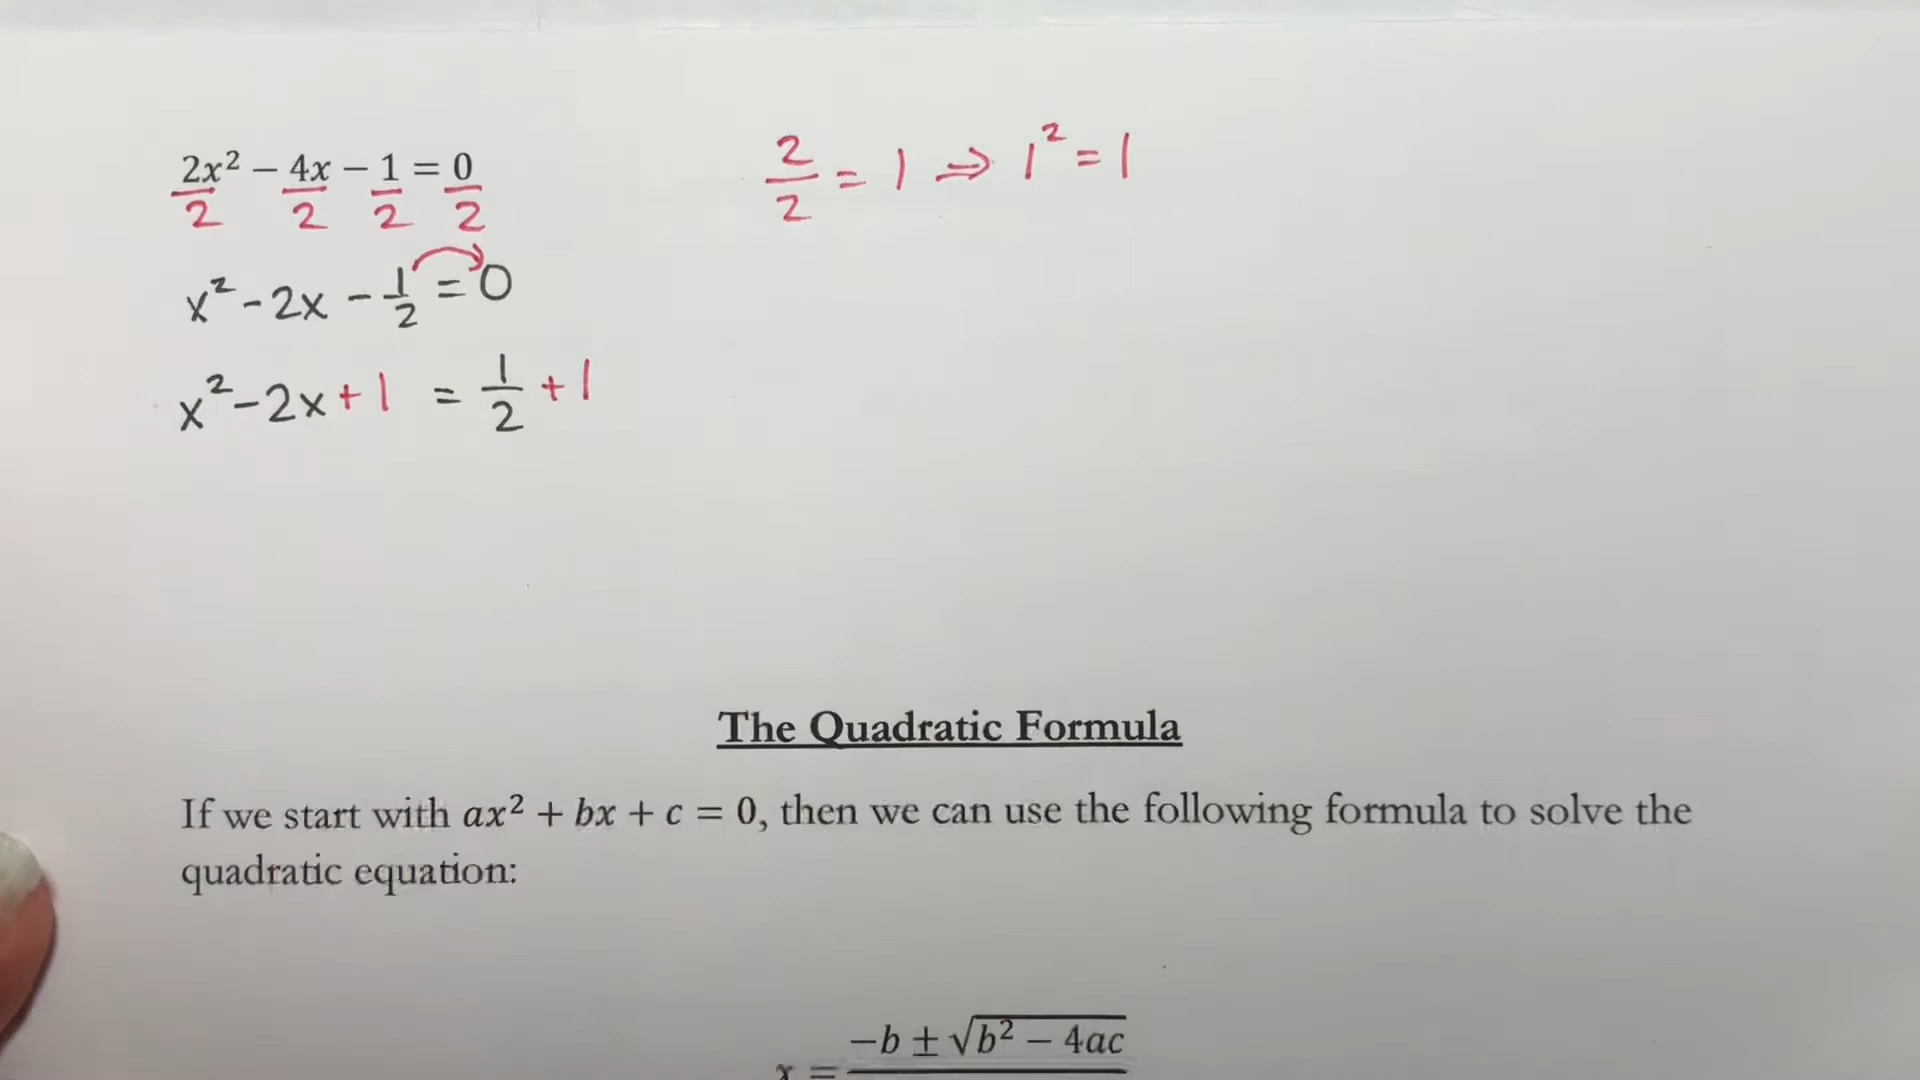 2x² − 4x − 1 = 0
2 2 2 2
2/2 = 1 ⇒ 1² = 1
x² - 2x - 1/2 = 0
x² - 2x + 1 = 1/2 + 1
The Quadratic Formula
If we start with ax² + bx + c = 0, then we can use the following formula to solve the
quadratic equation:
−b ± √b² − 4ac
x =